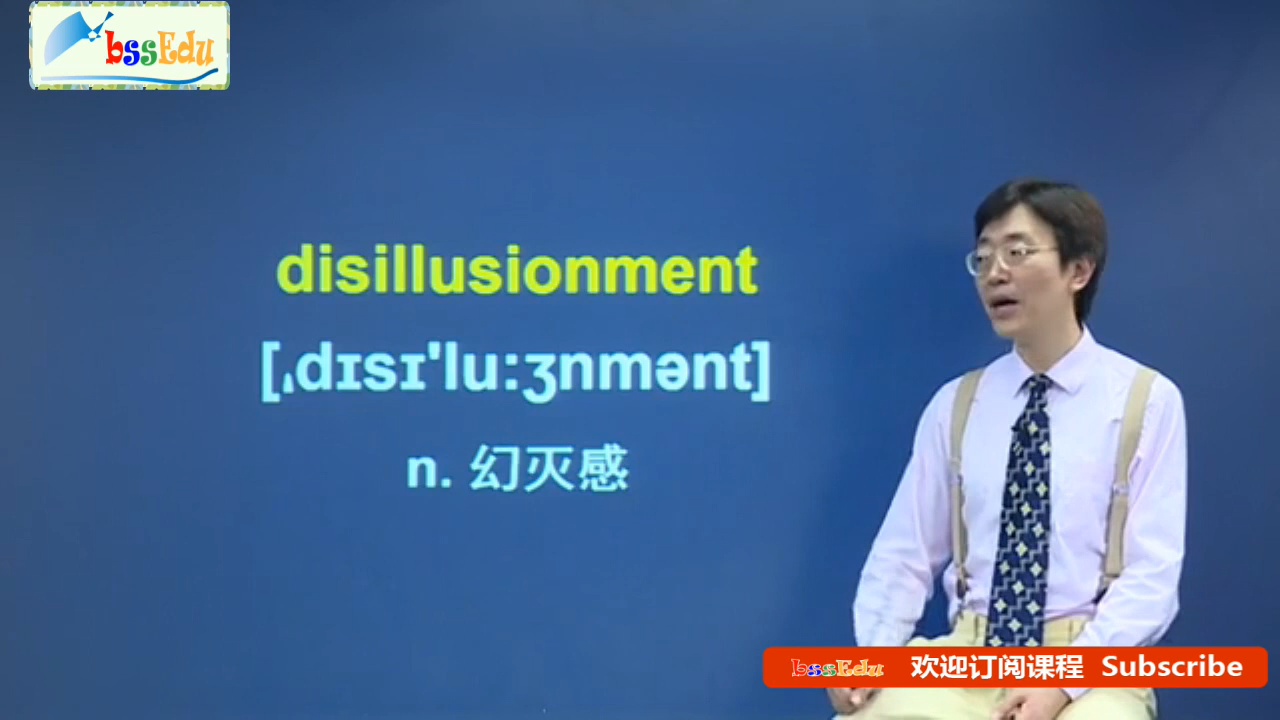 bssEdu
disillusionment
[ˌdɪsɪ'lu:ʒnmənt]
n. 幻灭感
bssEdu 欢迎订阅课程 Subscribe